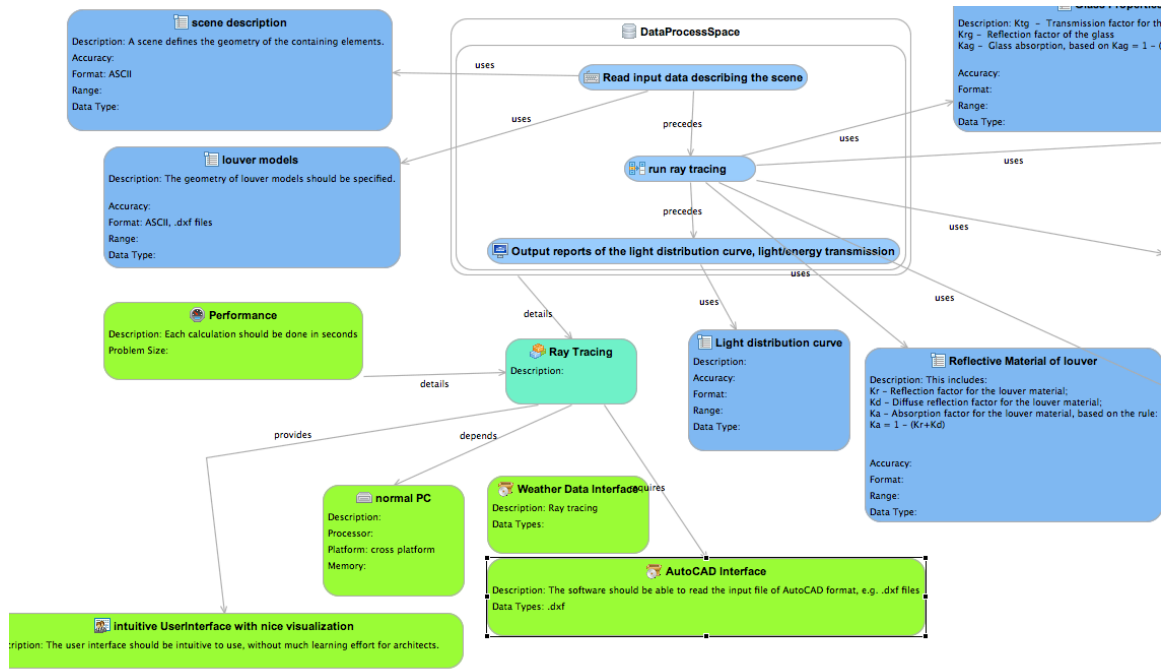 scene description
Description: A scene defines the geometry of the containing elements.
Accuracy:
Format: ASCII
Range:
Data Type:
louver models
Description: The geometry of louver models should be specified.
Accuracy:
Format: ASCII, .dxf files
Range:
Data Type:
DataProcessSpace
Read input data describing the scene
uses
uses
precedes
run ray tracing
precedes
Output reports of the light distribution curve, light/energy transmission
uses
uses
uses
uses
uses
uses
Description: Ktg - Transmission factor for th
Krg - Reflection factor of the glass
Kag - Glass absorption, based on Kag = 1 - (
Accuracy:
Format:
Range:
Data Type:
Performance
Description: Each calculation should be done in seconds
Problem Size:
details
details
Ray Tracing
Description:
Light distribution curve
Description:
Accuracy:
Format:
Range:
Data Type:
Reflective Material of louver
Description: This includes:
Kr - Reflection factor for the louver material;
Kd - Diffuse reflection factor for the louver material;
Ka - Absorption factor for the louver material, based on the rule:
Ka = 1 - (Kr+Kd)
Accuracy:
Format:
Range:
Data Type:
provides
depends
requires
normal PC
Description:
Processor:
Platform: cross platform
Memory:
Weather Data Interface
Description: Ray tracing
Data Types:
AutoCAD Interface
Description: The software should be able to read the input file of AutoCAD format, e.g. .dxf files
Data Types: .dxf
intuitive UserInterface with nice visualization
cription: The user interface should be intuitive to use, without much learning effort for architects.